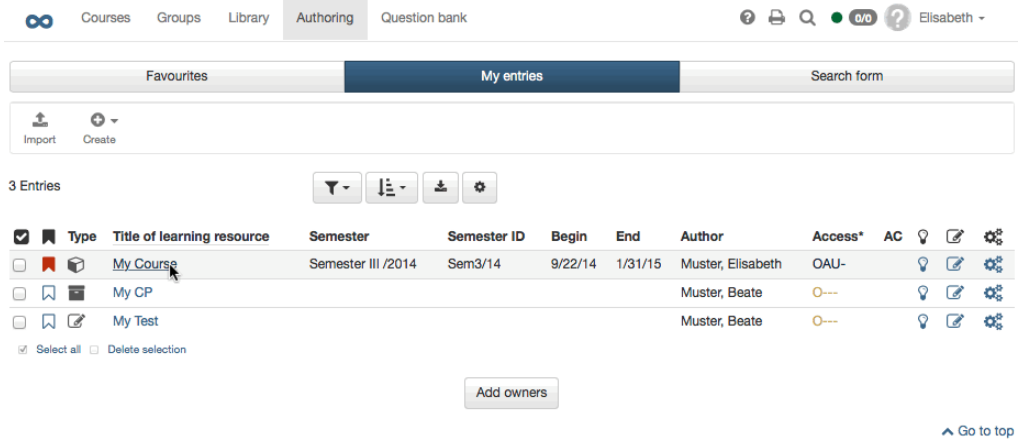 Courses Groups Library Authoring Question bank 0/0 Elisabeth
Favourites My entries Search form
Import Create
3 Entries
Type Title of learning resource Semester Semester ID Begin End Author Access* AC
My Course Semester III /2014 Sem3/14 9/22/14 1/31/15 Muster, Elisabeth OAU-
My CP Muster, Beate O---
My Test Muster, Beate O---
Select all Delete selection
Add owners
Go to top